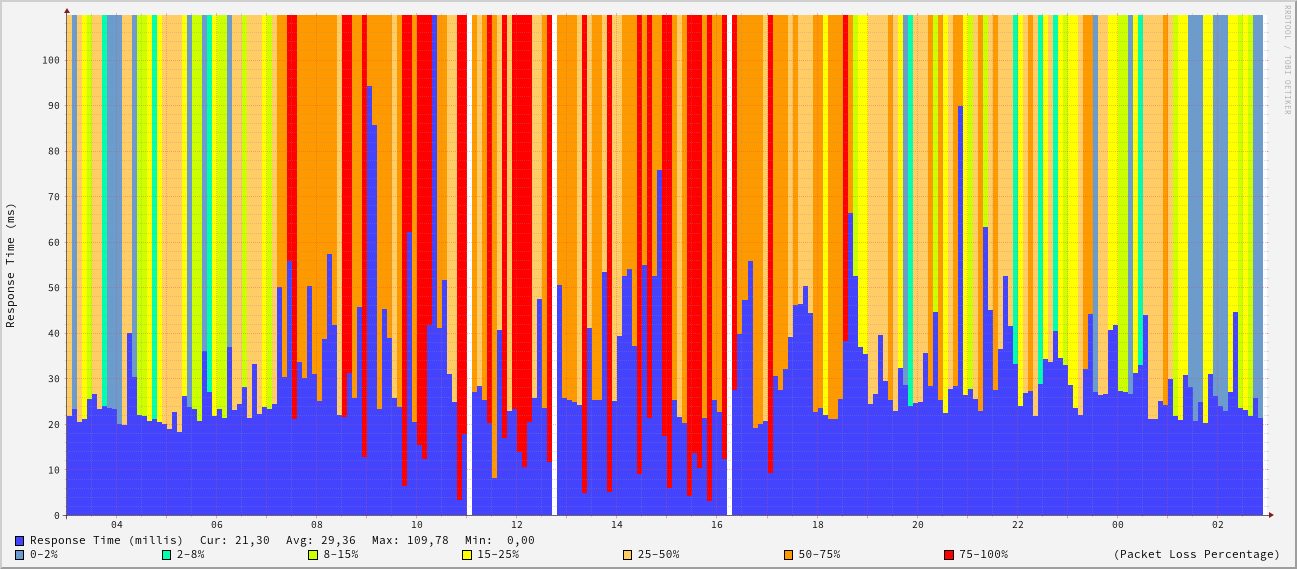 RRDTOOL / TOBI OETIKER
Response Time (ms)
100
90
80
70
60
50
40
30
20
10
0
04 06 08 10 12 14 16 18 20 22 00 02
Response Time (millis) Cur: 21,30 Avg: 29,36 Max: 109,78 Min: 0,00
0-2% 2-8% 8-15% 15-25% 25-50% 50-75% 75-100% (Packet Loss Percentage)